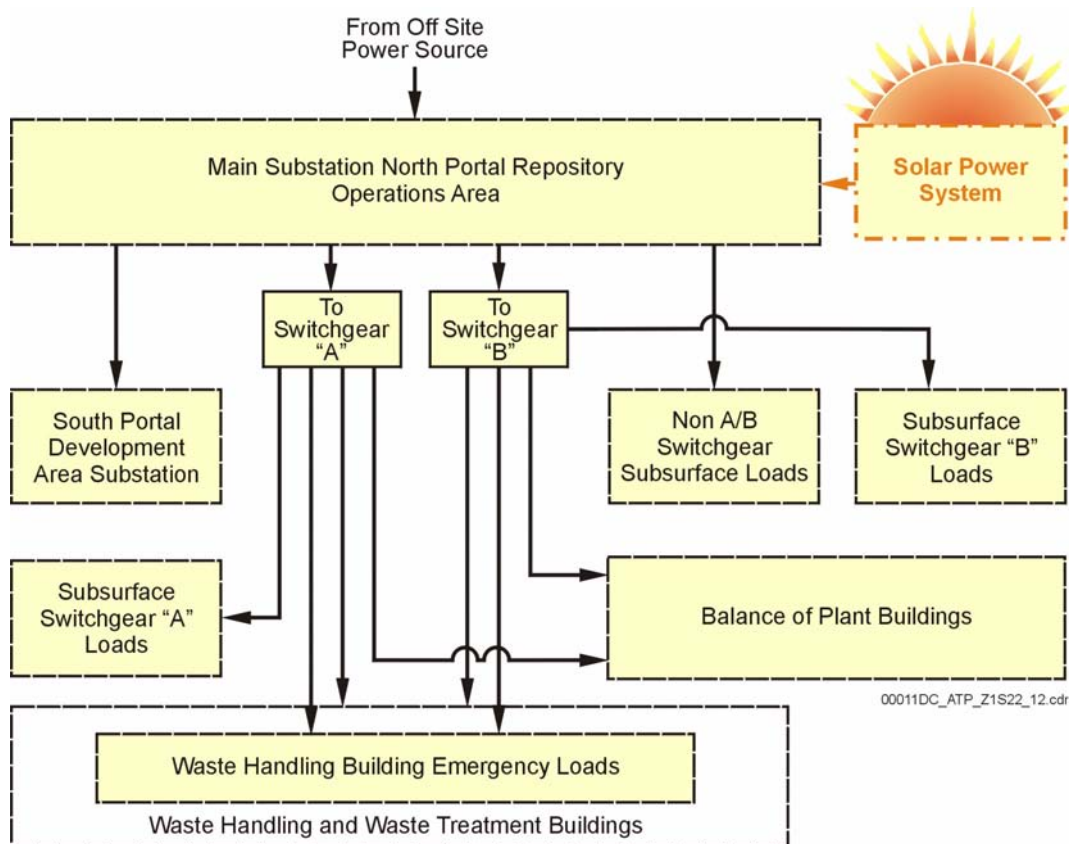 From Off Site
Power Source
Main Substation North Portal Repository
Operations Area
Solar Power
System
To
Switchgear
“A”
To
Switchgear
“B”
South Portal
Development
Area Substation
Non A/B
Switchgear
Subsurface Loads
Subsurface
Switchgear “B”
Loads
Subsurface
Switchgear “A”
Loads
Balance of Plant Buildings
00011DC_ATP_Z1S22_12.cdr
Waste Handling Building Emergency Loads
Waste Handling and Waste Treatment Buildings